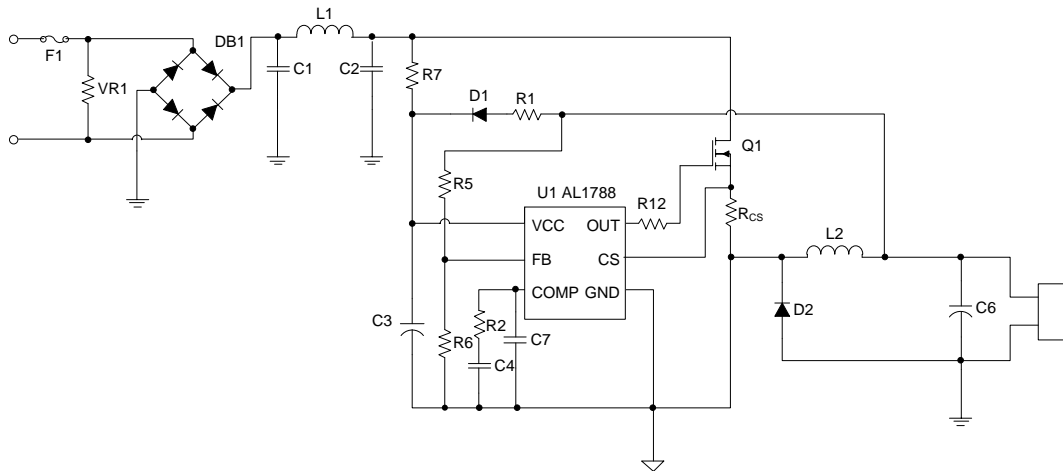 L1
F1
DB1
VR1
C1
C2
R7
D1
R1
Q1
R5
U1 AL1788
R12
RCS
VCC
OUT
L2
FB
CS
COMP
GND
C3
R2
R6
C7
C4
D2
C6